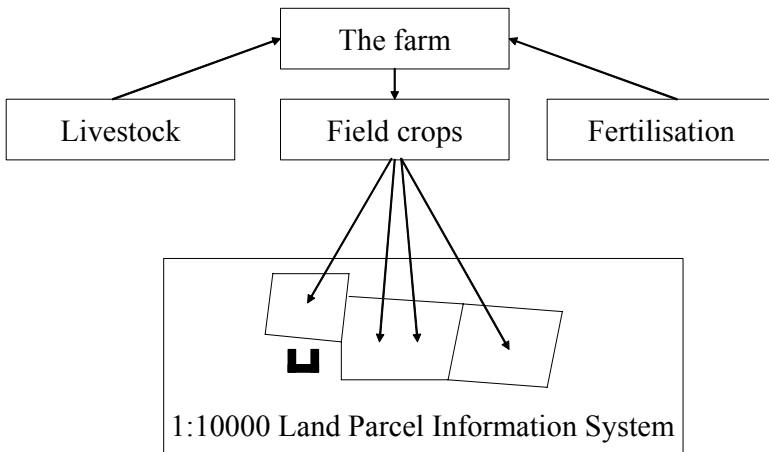 The farm
Livestock
Field crops
Fertilisation
1:10000 Land Parcel Information System